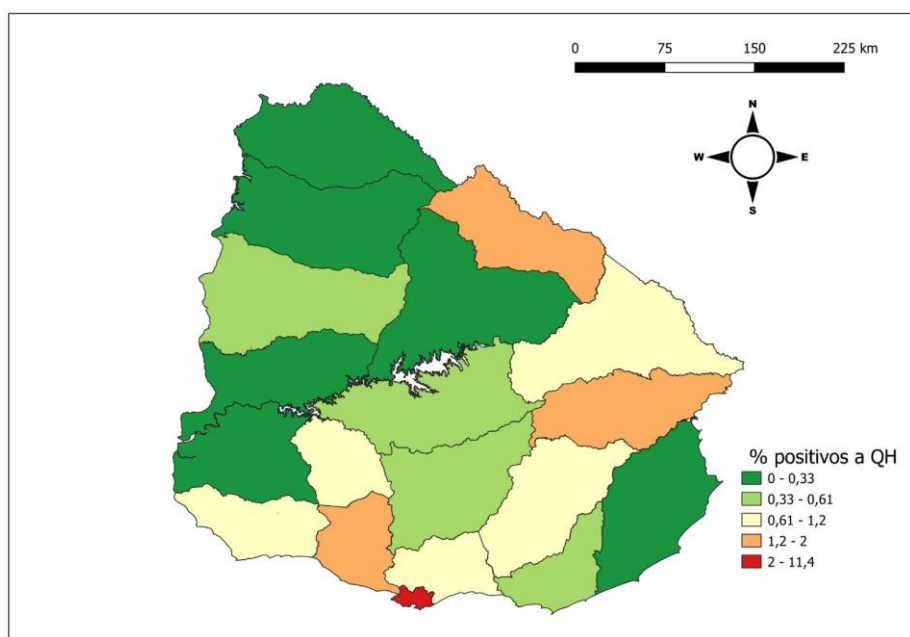 0 75 150 225 km
N
W E
S
% positivos a QH
0 - 0,33
0,33 - 0,61
0,61 - 1,2
1,2 - 2
2 - 11,4